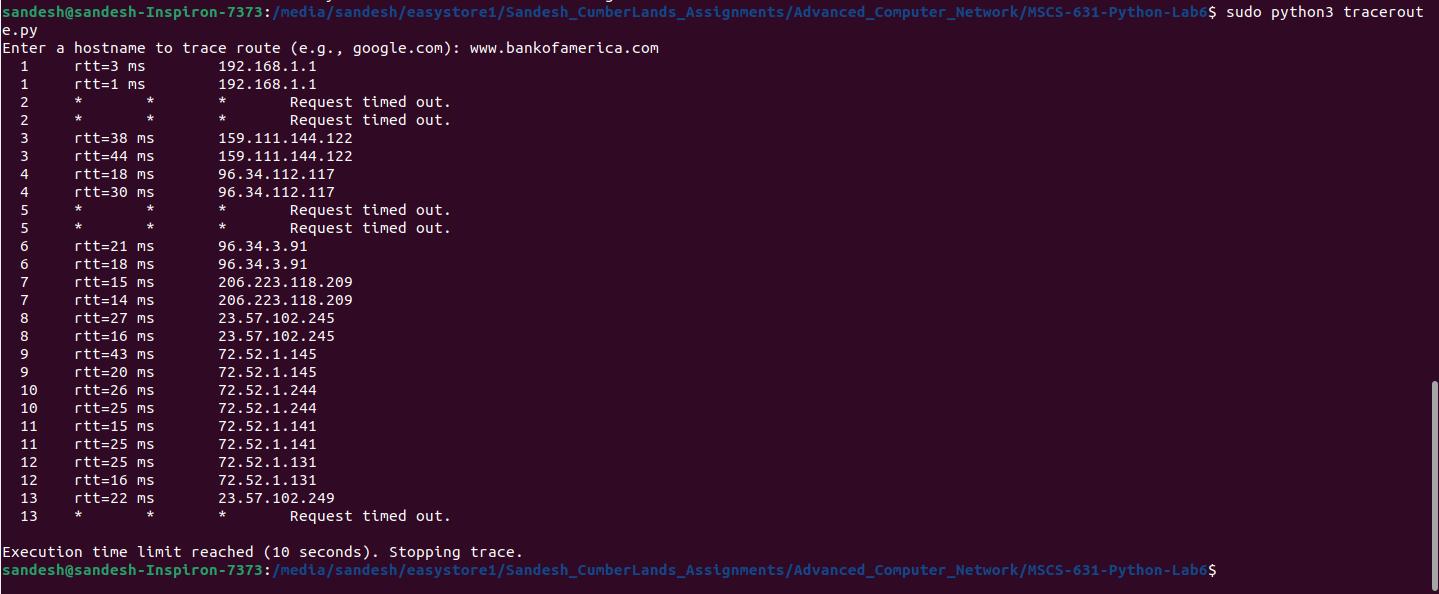 sandesh@sandesh-Inspiron-7373:/media/sandesh/easystore1/Sandesh_CumberLands_Assignments/Advanced_Computer_Network/MSCS-631-Python-Lab6$ sudo python3 tracerout
e.py
Enter a hostname to trace route (e.g., google.com): www.bankofamerica.com
  1     rtt=3 ms        192.168.1.1
  1     rtt=1 ms        192.168.1.1
  2     *       *       *       Request timed out.
  2     *       *       *       Request timed out.
  3     rtt=38 ms       159.111.144.122
  3     rtt=44 ms       159.111.144.122
  4     rtt=18 ms       96.34.112.117
  4     rtt=30 ms       96.34.112.117
  5     *       *       *       Request timed out.
  5     *       *       *       Request timed out.
  6     rtt=21 ms       96.34.3.91
  6     rtt=18 ms       96.34.3.91
  7     rtt=15 ms       206.223.118.209
  7     rtt=14 ms       206.223.118.209
  8     rtt=27 ms       23.57.102.245
  8     rtt=16 ms       23.57.102.245
  9     rtt=43 ms       72.52.1.145
  9     rtt=20 ms       72.52.1.145
  10    rtt=26 ms       72.52.1.244
  10    rtt=25 ms       72.52.1.244
  11    rtt=15 ms       72.52.1.141
  11    rtt=25 ms       72.52.1.141
  12    rtt=25 ms       72.52.1.131
  12    rtt=16 ms       72.52.1.131
  13    rtt=22 ms       23.57.102.249
  13    *       *       *       Request timed out.

Execution time limit reached (10 seconds). Stopping trace.
sandesh@sandesh-Inspiron-7373:/media/sandesh/easystore1/Sandesh_CumberLands_Assignments/Advanced_Computer_Network/MSCS-631-Python-Lab6$